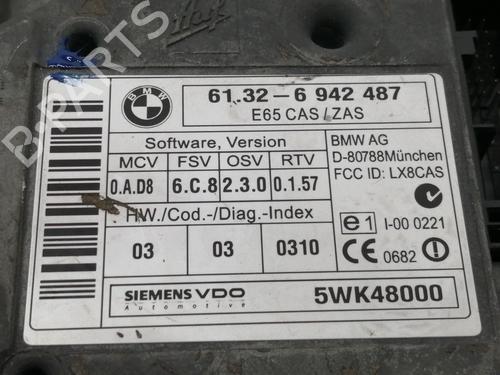 B-PARTS
BMW
61.32-6 942 487
E65 CAS/ZAS
Software, Version
MCV FSV OSV RTV
0.A.D8 6.C.8 2.3.0 0.1.57
HW./Cod.-/Diag.-Index
03 03 0310
BMW AG
D-80788München
FCC ID: LX8CAS
e1 I-00 0221
CE 0682
SIEMENS VDO
Automotive
5WK48000